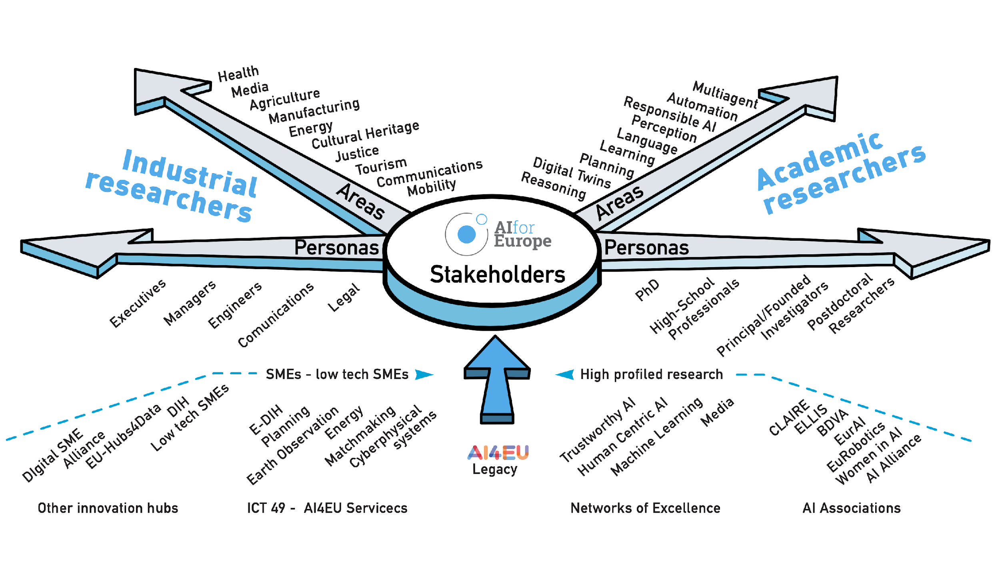 Health
Media
Agriculture
Manufacturing
Energy
Cultural Heritage
Justice
Tourism
Communications
Mobility
Areas
Industrial
researchers
Multiagent
Automation
Responsible AI
Perception
Language
Learning
Planning
Digital Twins
Reasoning
Areas
Academic
researchers
Personas
AIfor
Europe
Stakeholders
Personas
Executives
Managers
Engineers
Comunications
Legal
PhD
High-School
Professionals
Principal/Founded
Investigators
Postdoctoral
Researchers
SMEs - low tech SMEs
High profiled research
DIgital SME
Alliance
EU-Hubs4Data
DIH
Low tech SMEs
E-DIH
Planning
Earth Observation
Energy
Matchmaking
Cyberphysical
systems
AI4EU
Legacy
Trustworthy AI
Human Centric AI
Machine Learning
Media
CLAIRE
ELLIS
BDVA
EurAI
EuRobotics
Women in AI
AI Alliance
Other innovation hubs
ICT 49 - AI4EU Servicecs
Networks of Excellence
AI Associations